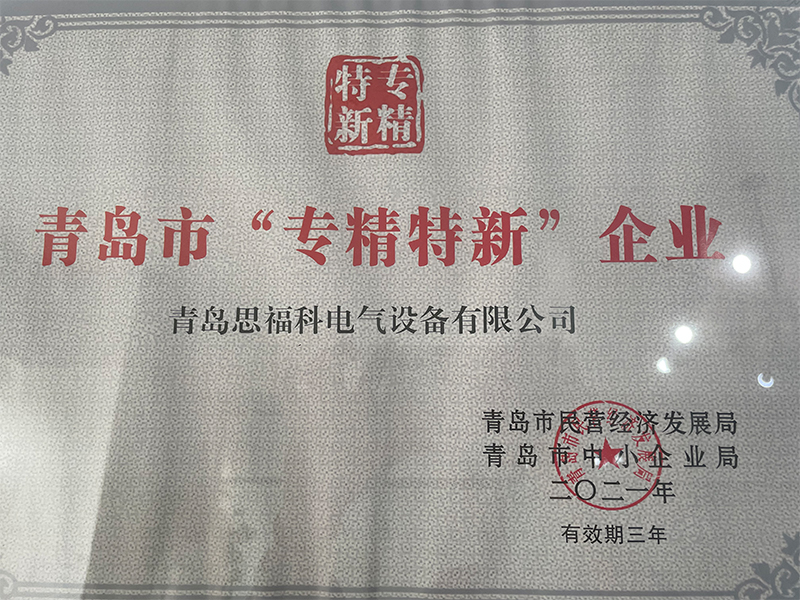 专精
特新
青岛市“专精特新”企业
青岛思福科电气设备有限公司
青岛市民营经济发展局
青岛市中小企业局
二〇二一年
有效期三年